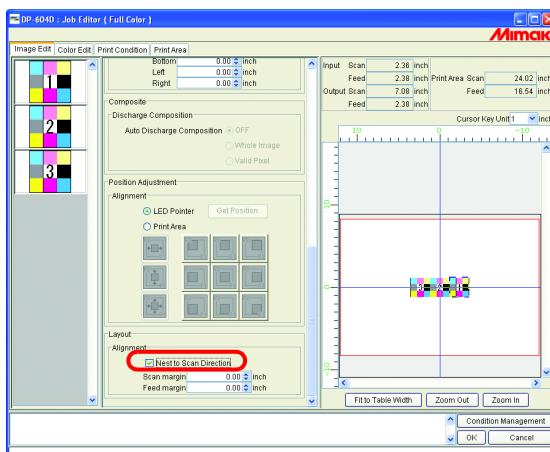 DP-604D : Job Editor ( Full Color )
Mimaki
Image Edit Color Edit Print Condition Print Area
1
2
3
Bottom 0.00 inch
Left 0.00 inch
Right 0.00 inch
Composite
Discharge Composition
Auto Discharge Composition OFF
Whole Image
Valid Pixel
Position Adjustment
Alignment
LED Pointer Get Position
Print Area
Layout
Alignment
Nest to Scan Direction
Scan margin 0.00 inch
Feed margin 0.00 inch
Input Scan 2.36 inch
Feed 2.38 inch Print Area Scan 24.02 inch
Output Scan 7.08 inch Feed 16.54 inch
Feed 2.38 inch
Cursor Key Unit 1 inch
10 0 -10
10
0
-10
3 2 1
Fit to Table Width Zoom Out Zoom In
Condition Management
OK Cancel